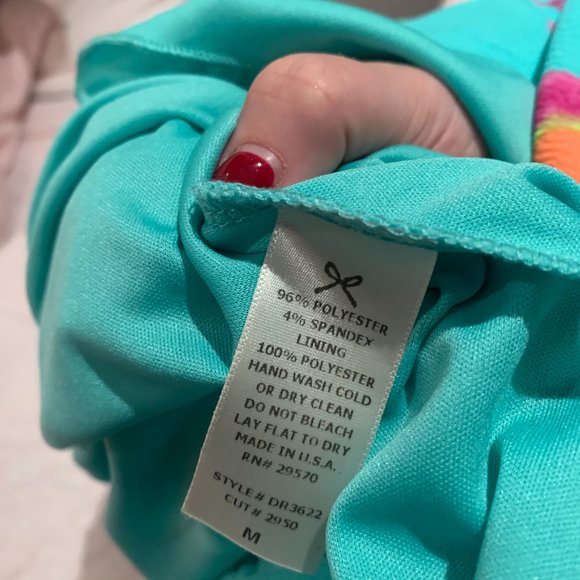 96% POLYESTER
4% SPANDEX
LINING
100% POLYESTER
HAND WASH COLD
OR DRY CLEAN
DO NOT BLEACH
LAY FLAT TO DRY
MADE IN U.S.A.
RN# 29570
STYLE# DR3622
CUT# 2950
M